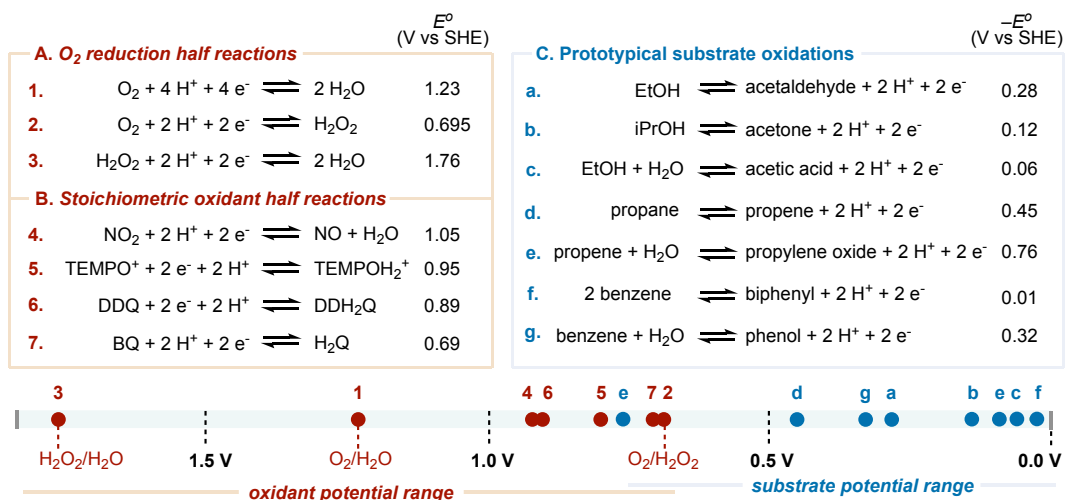 E° (V vs SHE)
A. O₂ reduction half reactions
1. O₂ + 4 H⁺ + 4 e⁻ ⇌ 2 H₂O 1.23
2. O₂ + 2 H⁺ + 2 e⁻ ⇌ H₂O₂ 0.695
3. H₂O₂ + 2 H⁺ + 2 e⁻ ⇌ 2 H₂O 1.76
B. Stoichiometric oxidant half reactions
4. NO₂ + 2 H⁺ + 2 e⁻ ⇌ NO + H₂O 1.05
5. TEMPO⁺ + 2 e⁻ + 2 H⁺ ⇌ TEMPOH₂⁺ 0.95
6. DDQ + 2 e⁻ + 2 H⁺ ⇌ DDH₂Q 0.89
7. BQ + 2 H⁺ + 2 e⁻ ⇌ H₂Q 0.69
–E° (V vs SHE)
C. Prototypical substrate oxidations
a. EtOH ⇌ acetaldehyde + 2 H⁺ + 2 e⁻ 0.28
b. iPrOH ⇌ acetone + 2 H⁺ + 2 e⁻ 0.12
c. EtOH + H₂O ⇌ acetic acid + 2 H⁺ + 2 e⁻ 0.06
d. propane ⇌ propene + 2 H⁺ + 2 e⁻ 0.45
e. propene + H₂O ⇌ propylene oxide + 2 H⁺ + 2 e⁻ 0.76
f. 2 benzene ⇌ biphenyl + 2 H⁺ + 2 e⁻ 0.01
g. benzene + H₂O ⇌ phenol + 2 H⁺ + 2 e⁻ 0.32
3 1 4 6 5 e 7 2 d g a b e c f
H₂O₂/H₂O 1.5 V O₂/H₂O 1.0 V O₂/H₂O₂ 0.5 V 0.0 V
oxidant potential range substrate potential range